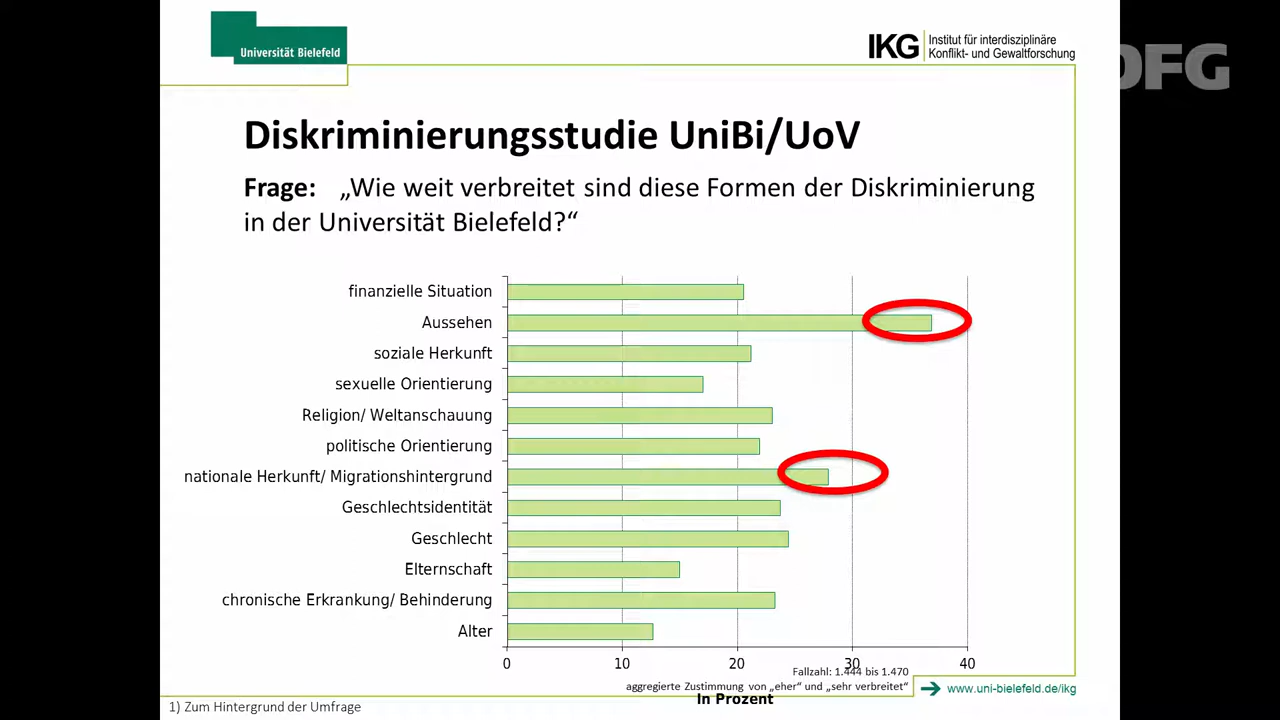 Universität Bielefeld
IKG Institut für interdisziplinäre
Konflikt- und Gewaltforschung
DFG
Diskriminierungsstudie UniBi/UoV
Frage: „Wie weit verbreitet sind diese Formen der Diskriminierung
in der Universität Bielefeld?“
finanzielle Situation
Aussehen
soziale Herkunft
sexuelle Orientierung
Religion/ Weltanschauung
politische Orientierung
nationale Herkunft/ Migrationshintergrund
Geschlechtsidentität
Geschlecht
Elternschaft
chronische Erkrankung/ Behinderung
Alter
0 10 20 30 40
Fallzahl: 1.444 bis 1.470
aggregierte Zustimmung von „eher“ und „sehr verbreitet“
www.uni-bielefeld.de/ikg
In Prozent
1) Zum Hintergrund der Umfrage